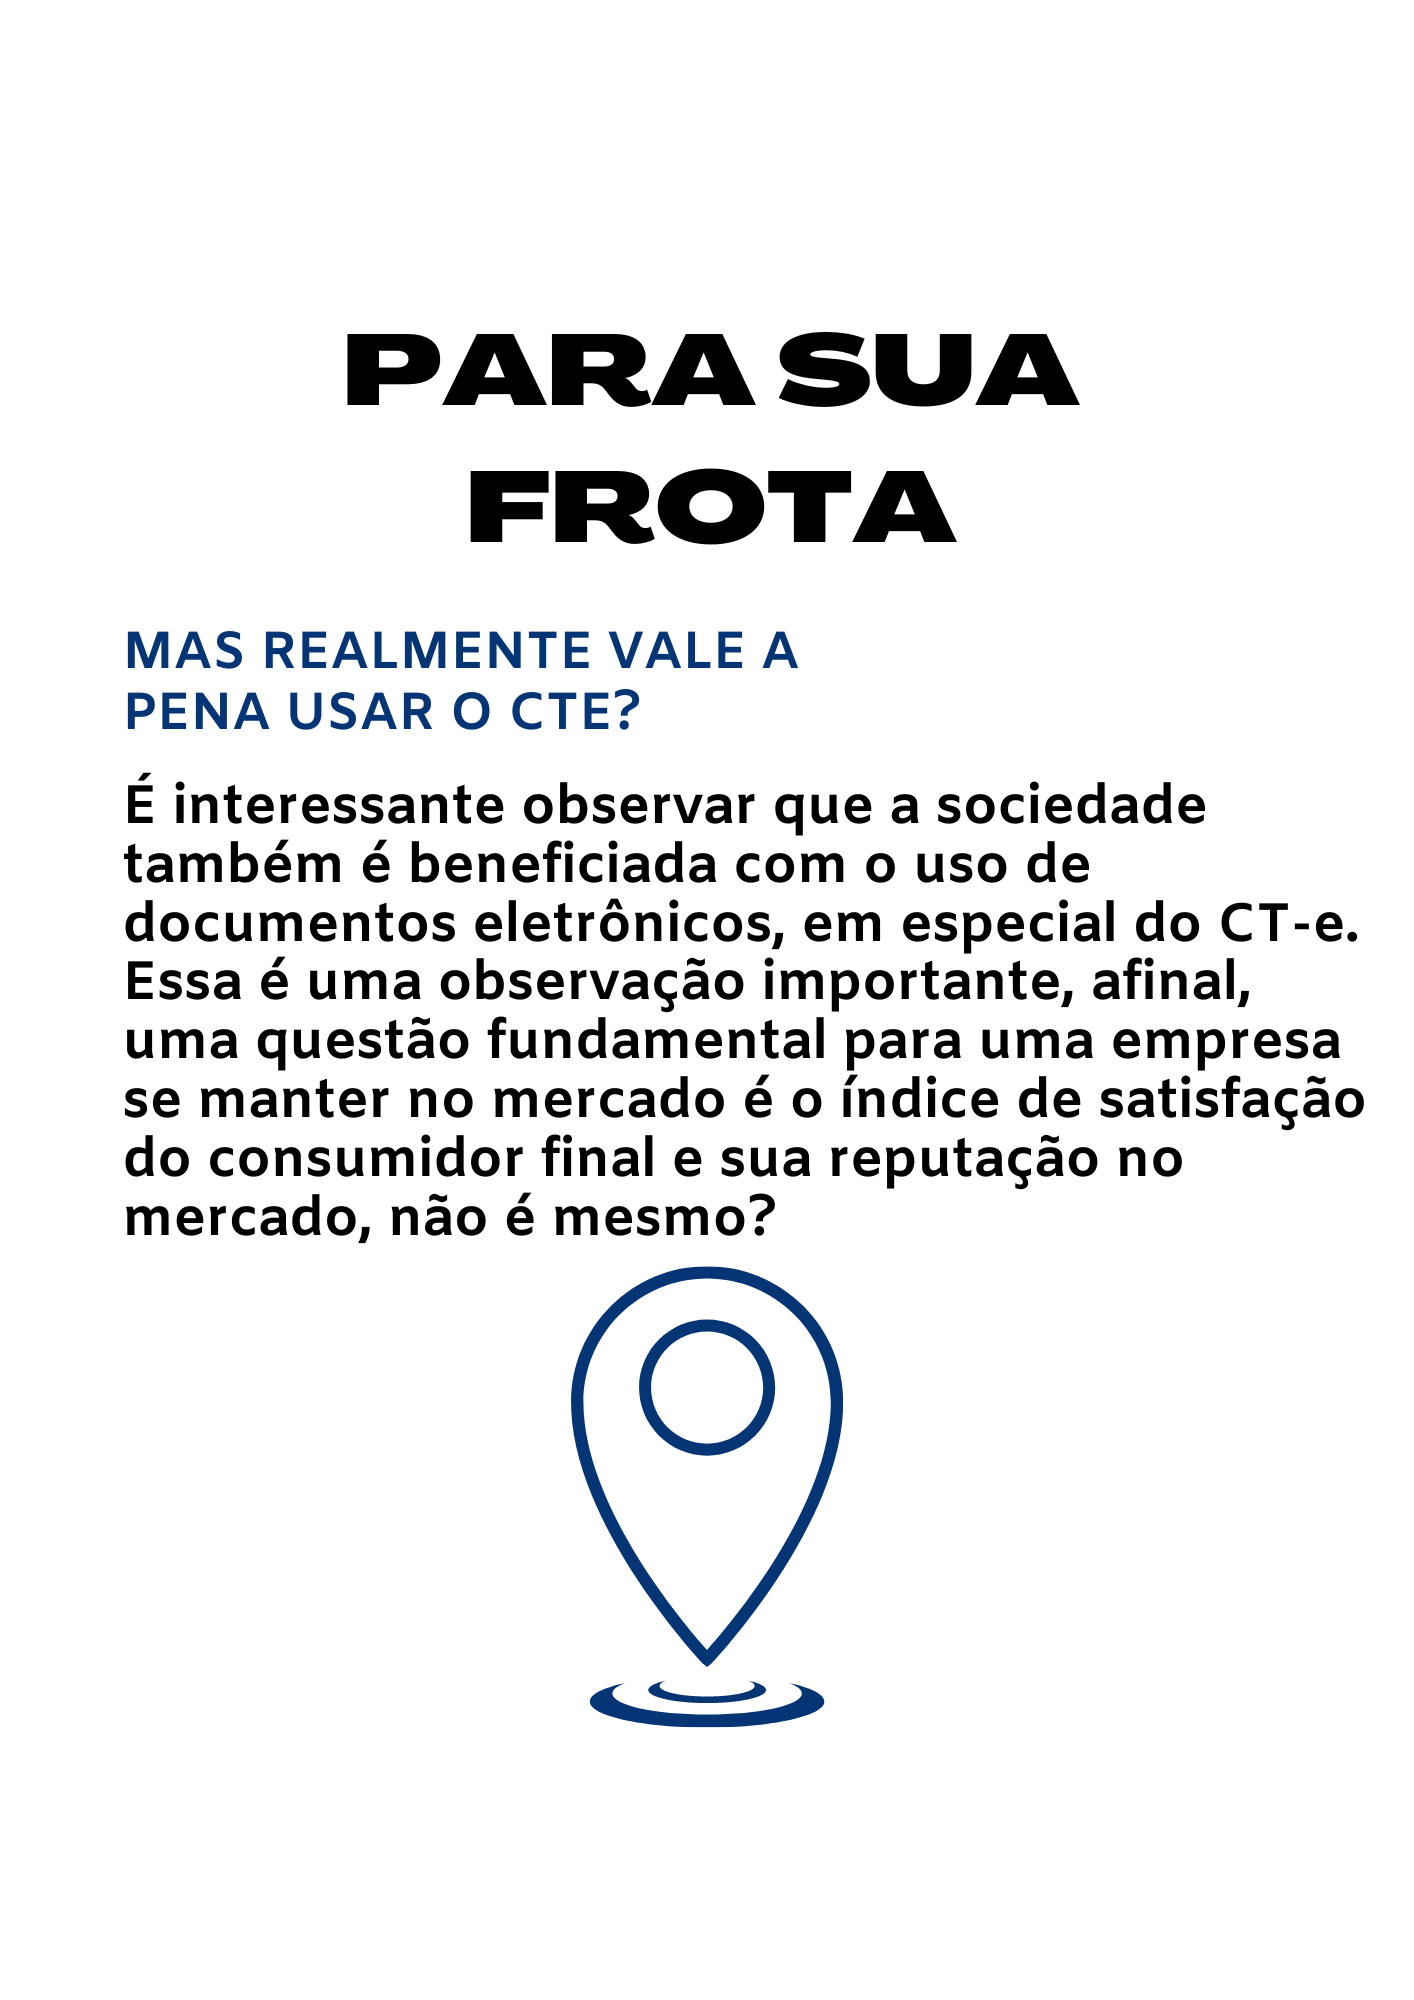 PARA SUA
FROTA
MAS REALMENTE VALE A
PENA USAR O CTE?
É interessante observar que a sociedade
também é beneficiada com o uso de
documentos eletrônicos, em especial do CT-e.
Essa é uma observação importante, afinal,
uma questão fundamental para uma empresa
se manter no mercado é o índice de satisfação
do consumidor final e sua reputação no
mercado, não é mesmo?